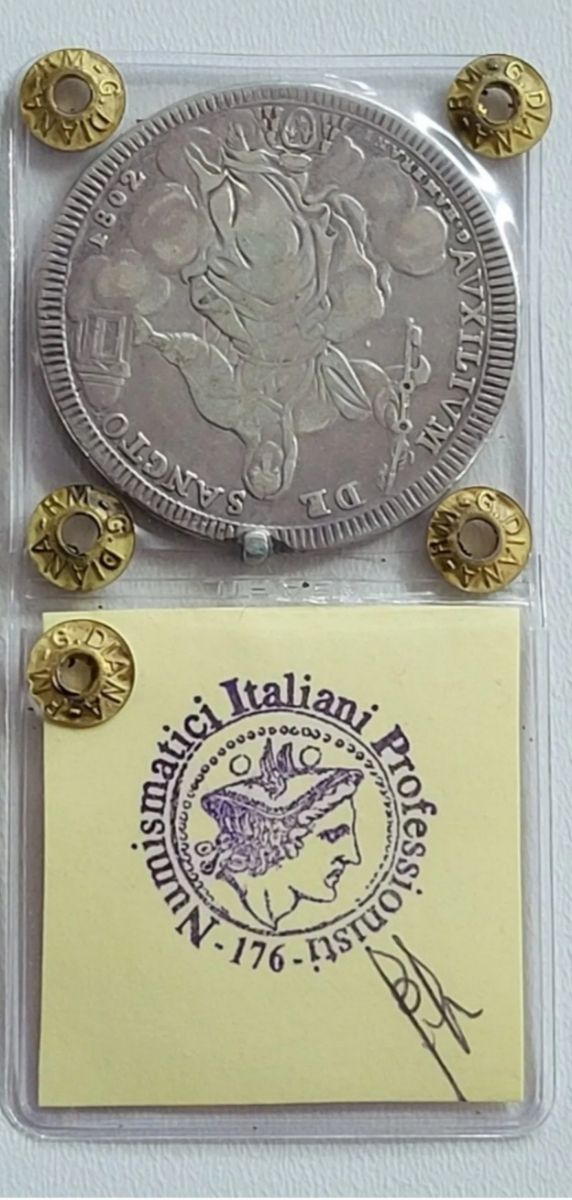 RM-G.DIANA-
RM-G.DIANA-
AVXILIVM DE SANCTO 1802
RM-G.DIANA-
RM-G.DIANA-
RM-G.DIANA-
Numismatici Italiani Professionisti
-176-